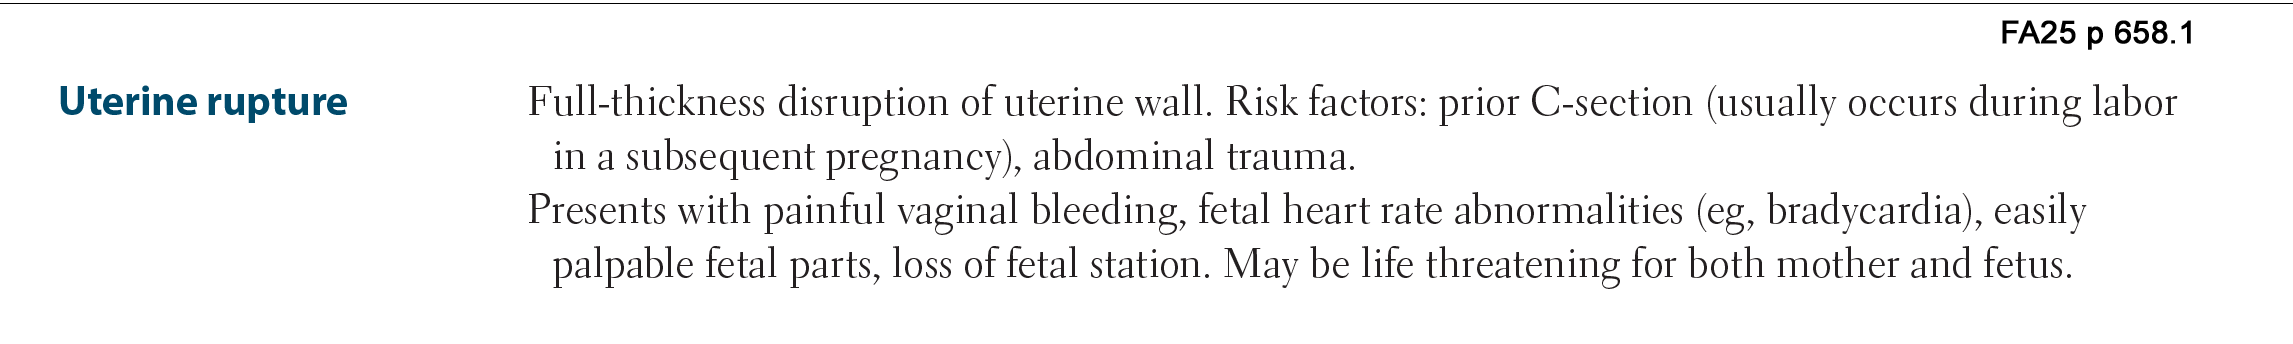 FA25 p 658.1
Uterine rupture
Full-thickness disruption of uterine wall. Risk factors: prior C-section (usually occurs during labor
in a subsequent pregnancy), abdominal trauma.
Presents with painful vaginal bleeding, fetal heart rate abnormalities (eg, bradycardia), easily
palpable fetal parts, loss of fetal station. May be life threatening for both mother and fetus.